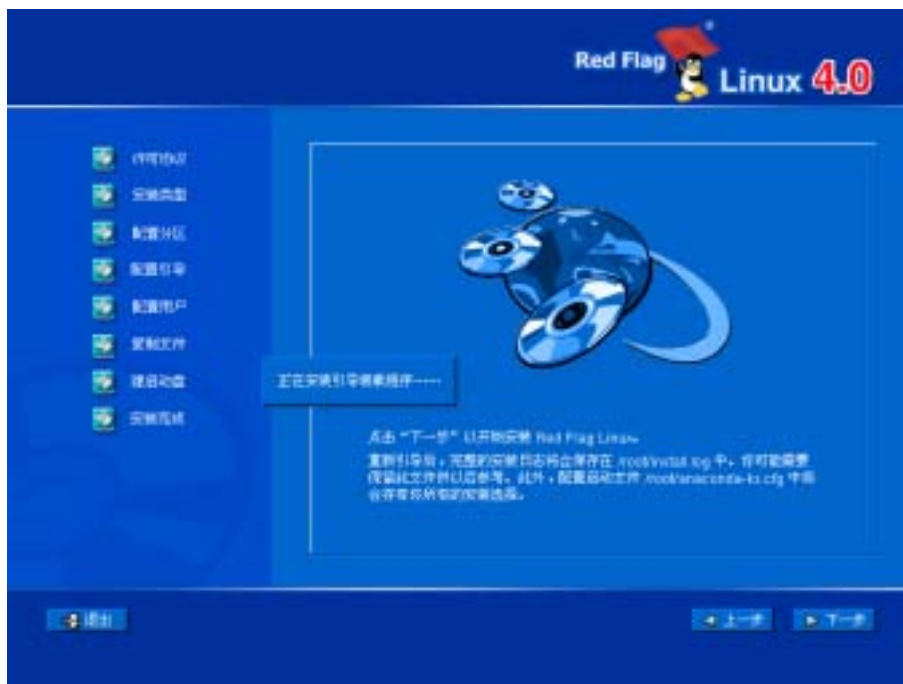 Red Flag
Linux 4.0
许可协议
安装类型
配置分区
配置引导
配置用户
复制文件
建启动盘
安装完成
正在安装引导装载程序······
点击“下一步”以开始安装 Red Flag Linux。
重新引导后，完整的安装日志将会保存在 /root/install.log 中。你可能需要
保留此文件供以后参考。此外，配置启动文件 /root/anaconda-ks.cfg 中将
会存有你所有的安装选择。
退出
上一步
下一步